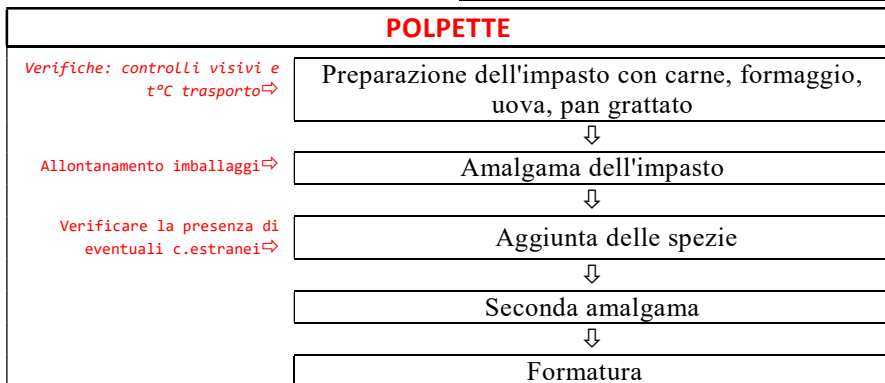 POLPETTE
Verifiche: controlli visivi e
t°C trasporto⇨
Preparazione dell'impasto con carne, formaggio,
uova, pan grattato
⇩
Allontanamento imballaggi⇨
Amalgama dell'impasto
⇩
Verificare la presenza di
eventuali c.estranei⇨
Aggiunta delle spezie
⇩
Seconda amalgama
⇩
Formatura